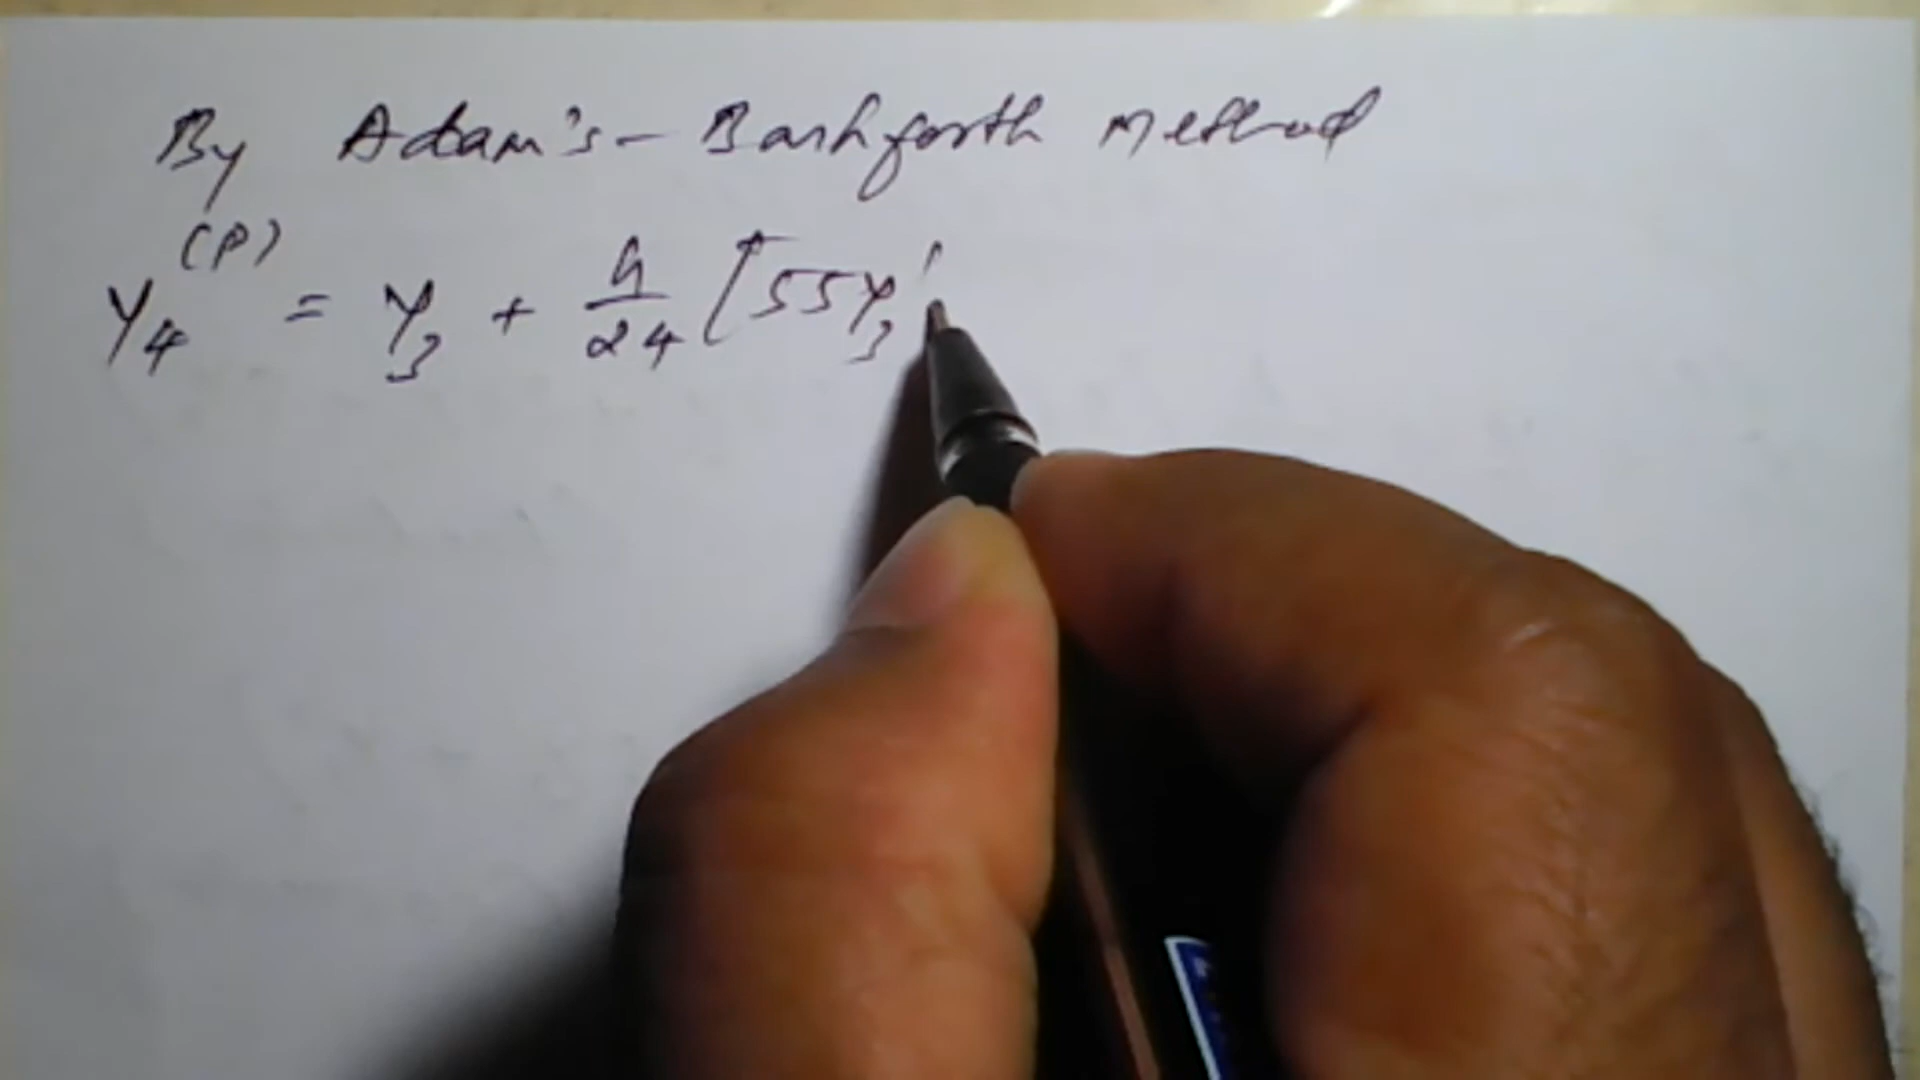 By Adam's - Bashforth Method
y₄⁽ᵖ⁾ = y₃ + h/24 [55y₃'